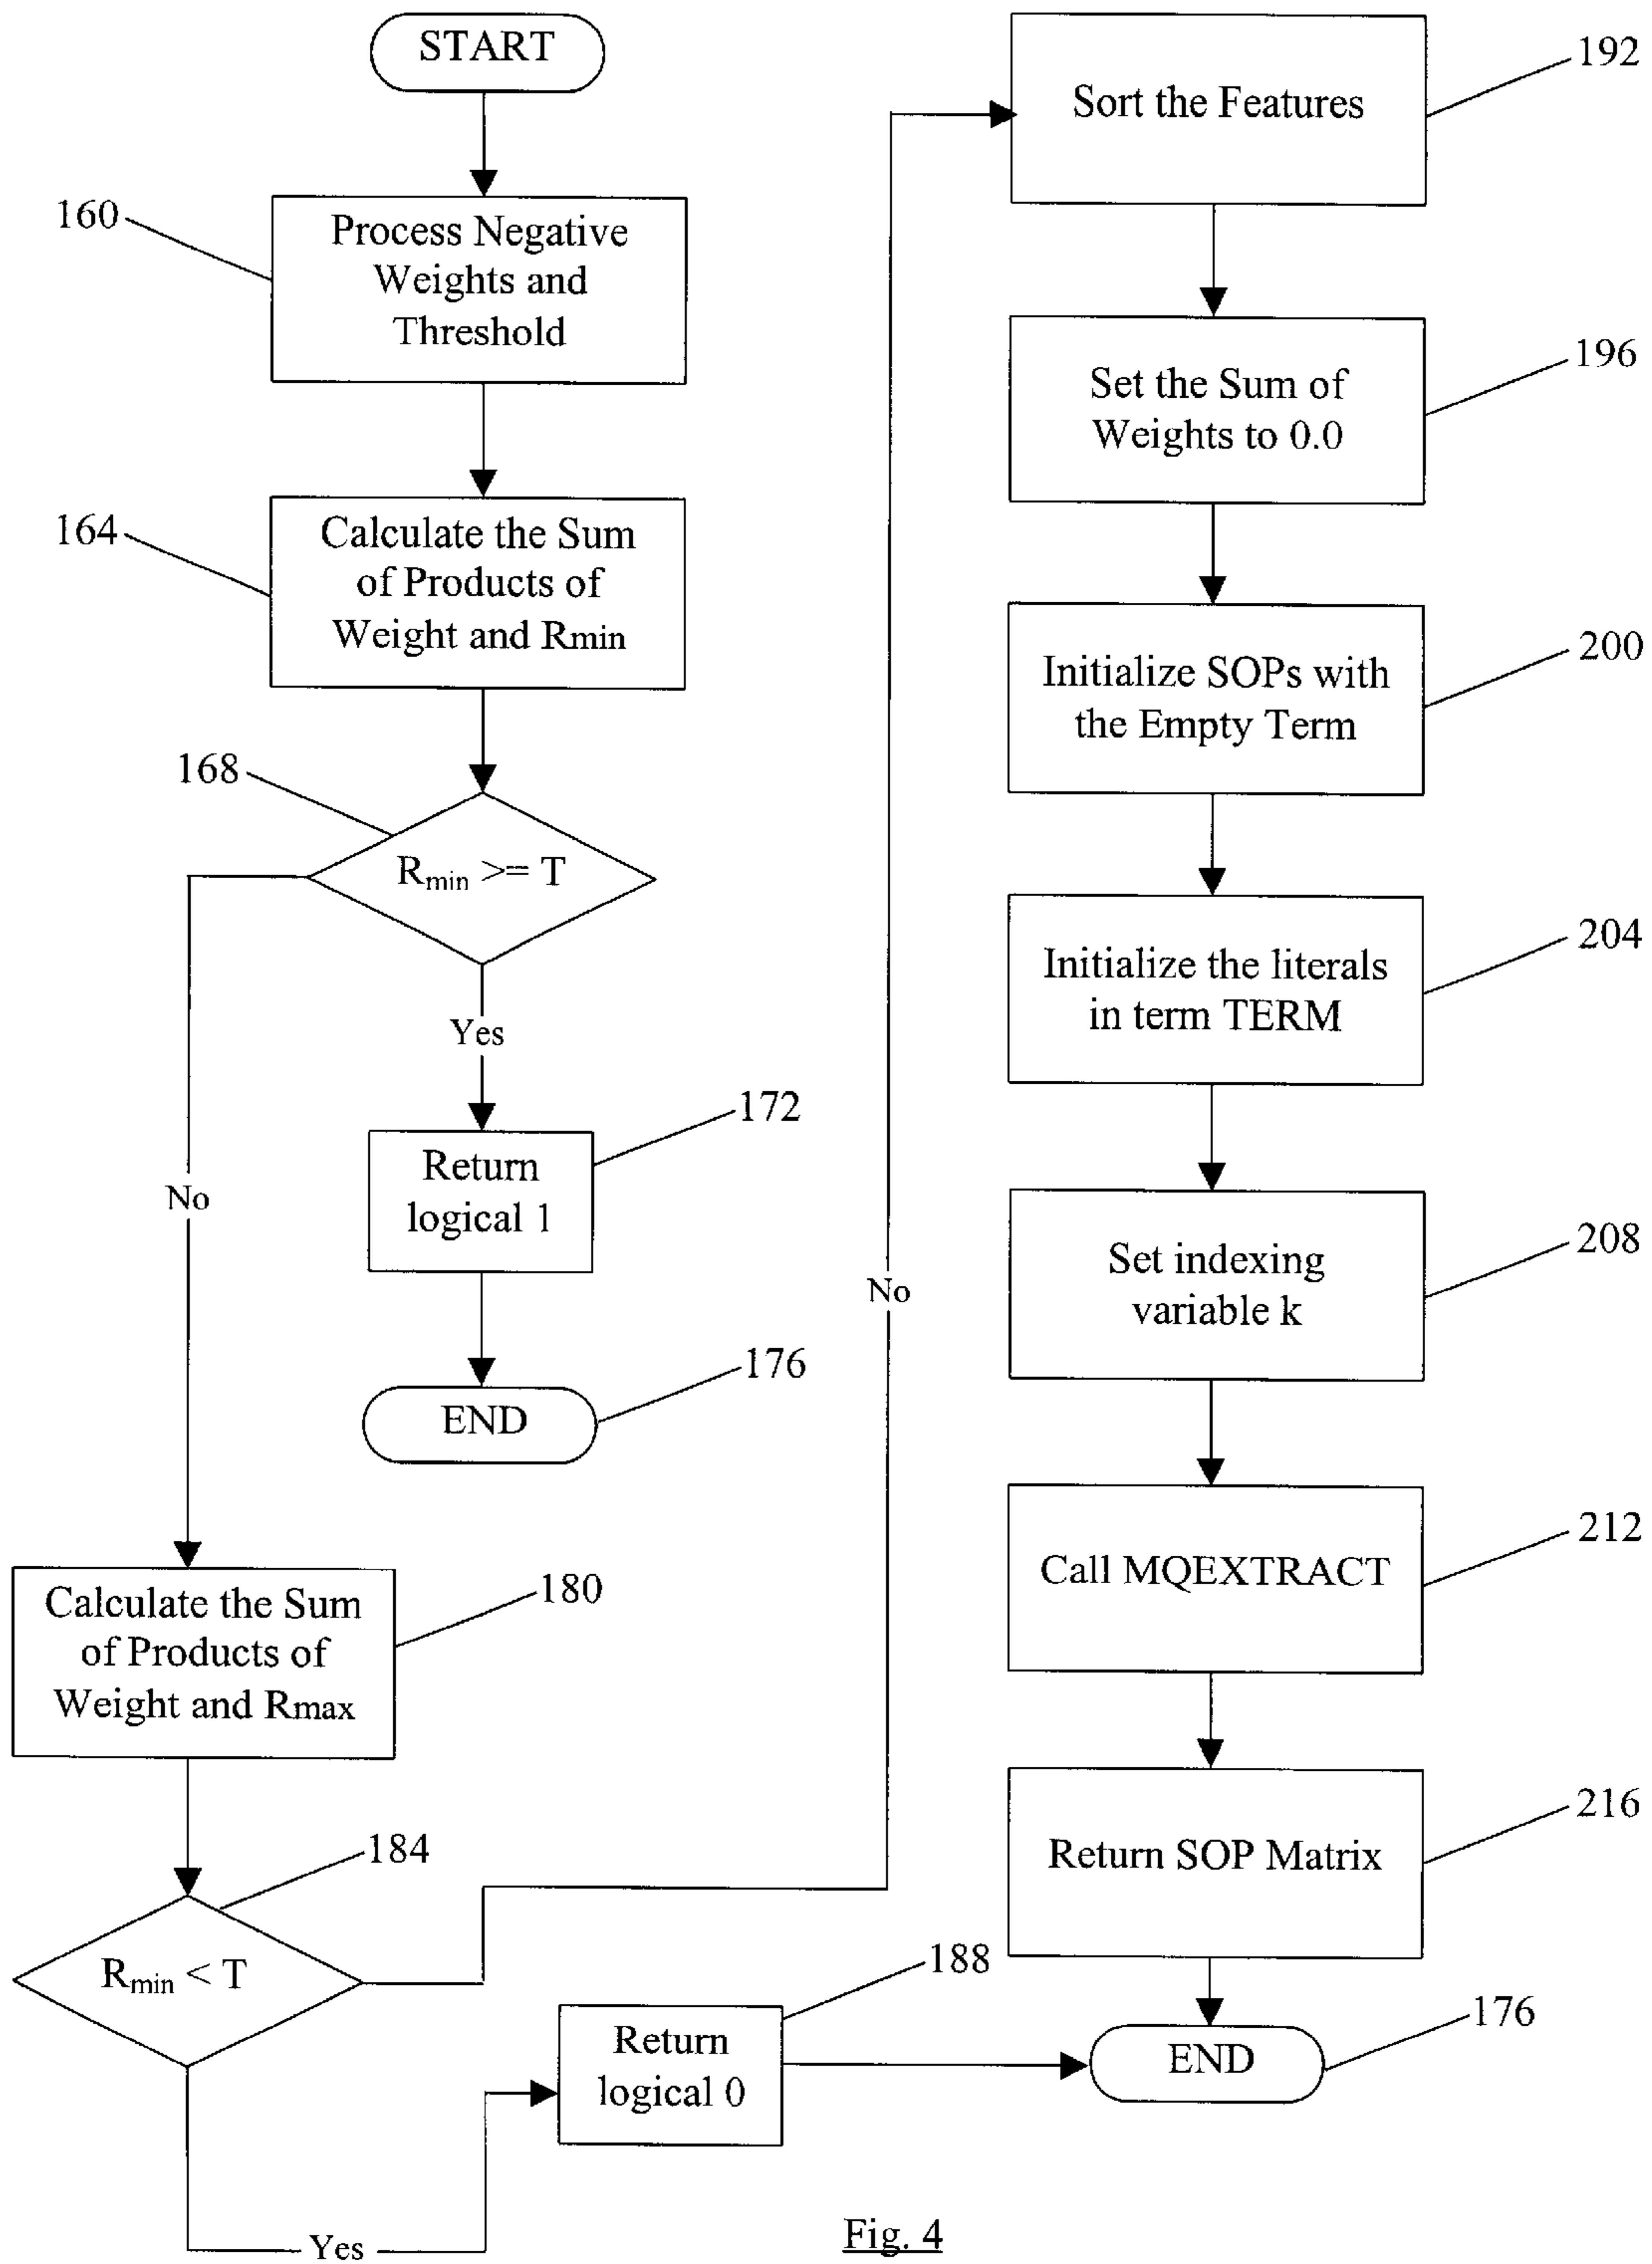 START
160
Process Negative
Weights and
Threshold
164
Calculate the Sum
of Products of
Weight and Rmin
168
Rmin >= T
Yes
No
172
Return
logical 1
176
END
180
Calculate the Sum
of Products of
Weight and Rmax
184
Rmin < T
Yes
No
188
Return
logical 0
192
Sort the Features
196
Set the Sum of
Weights to 0.0
200
Initialize SOPs with
the Empty Term
204
Initialize the literals
in term TERM
208
Set indexing
variable k
212
Call MQEXTRACT
216
Return SOP Matrix
176
END
Fig. 4